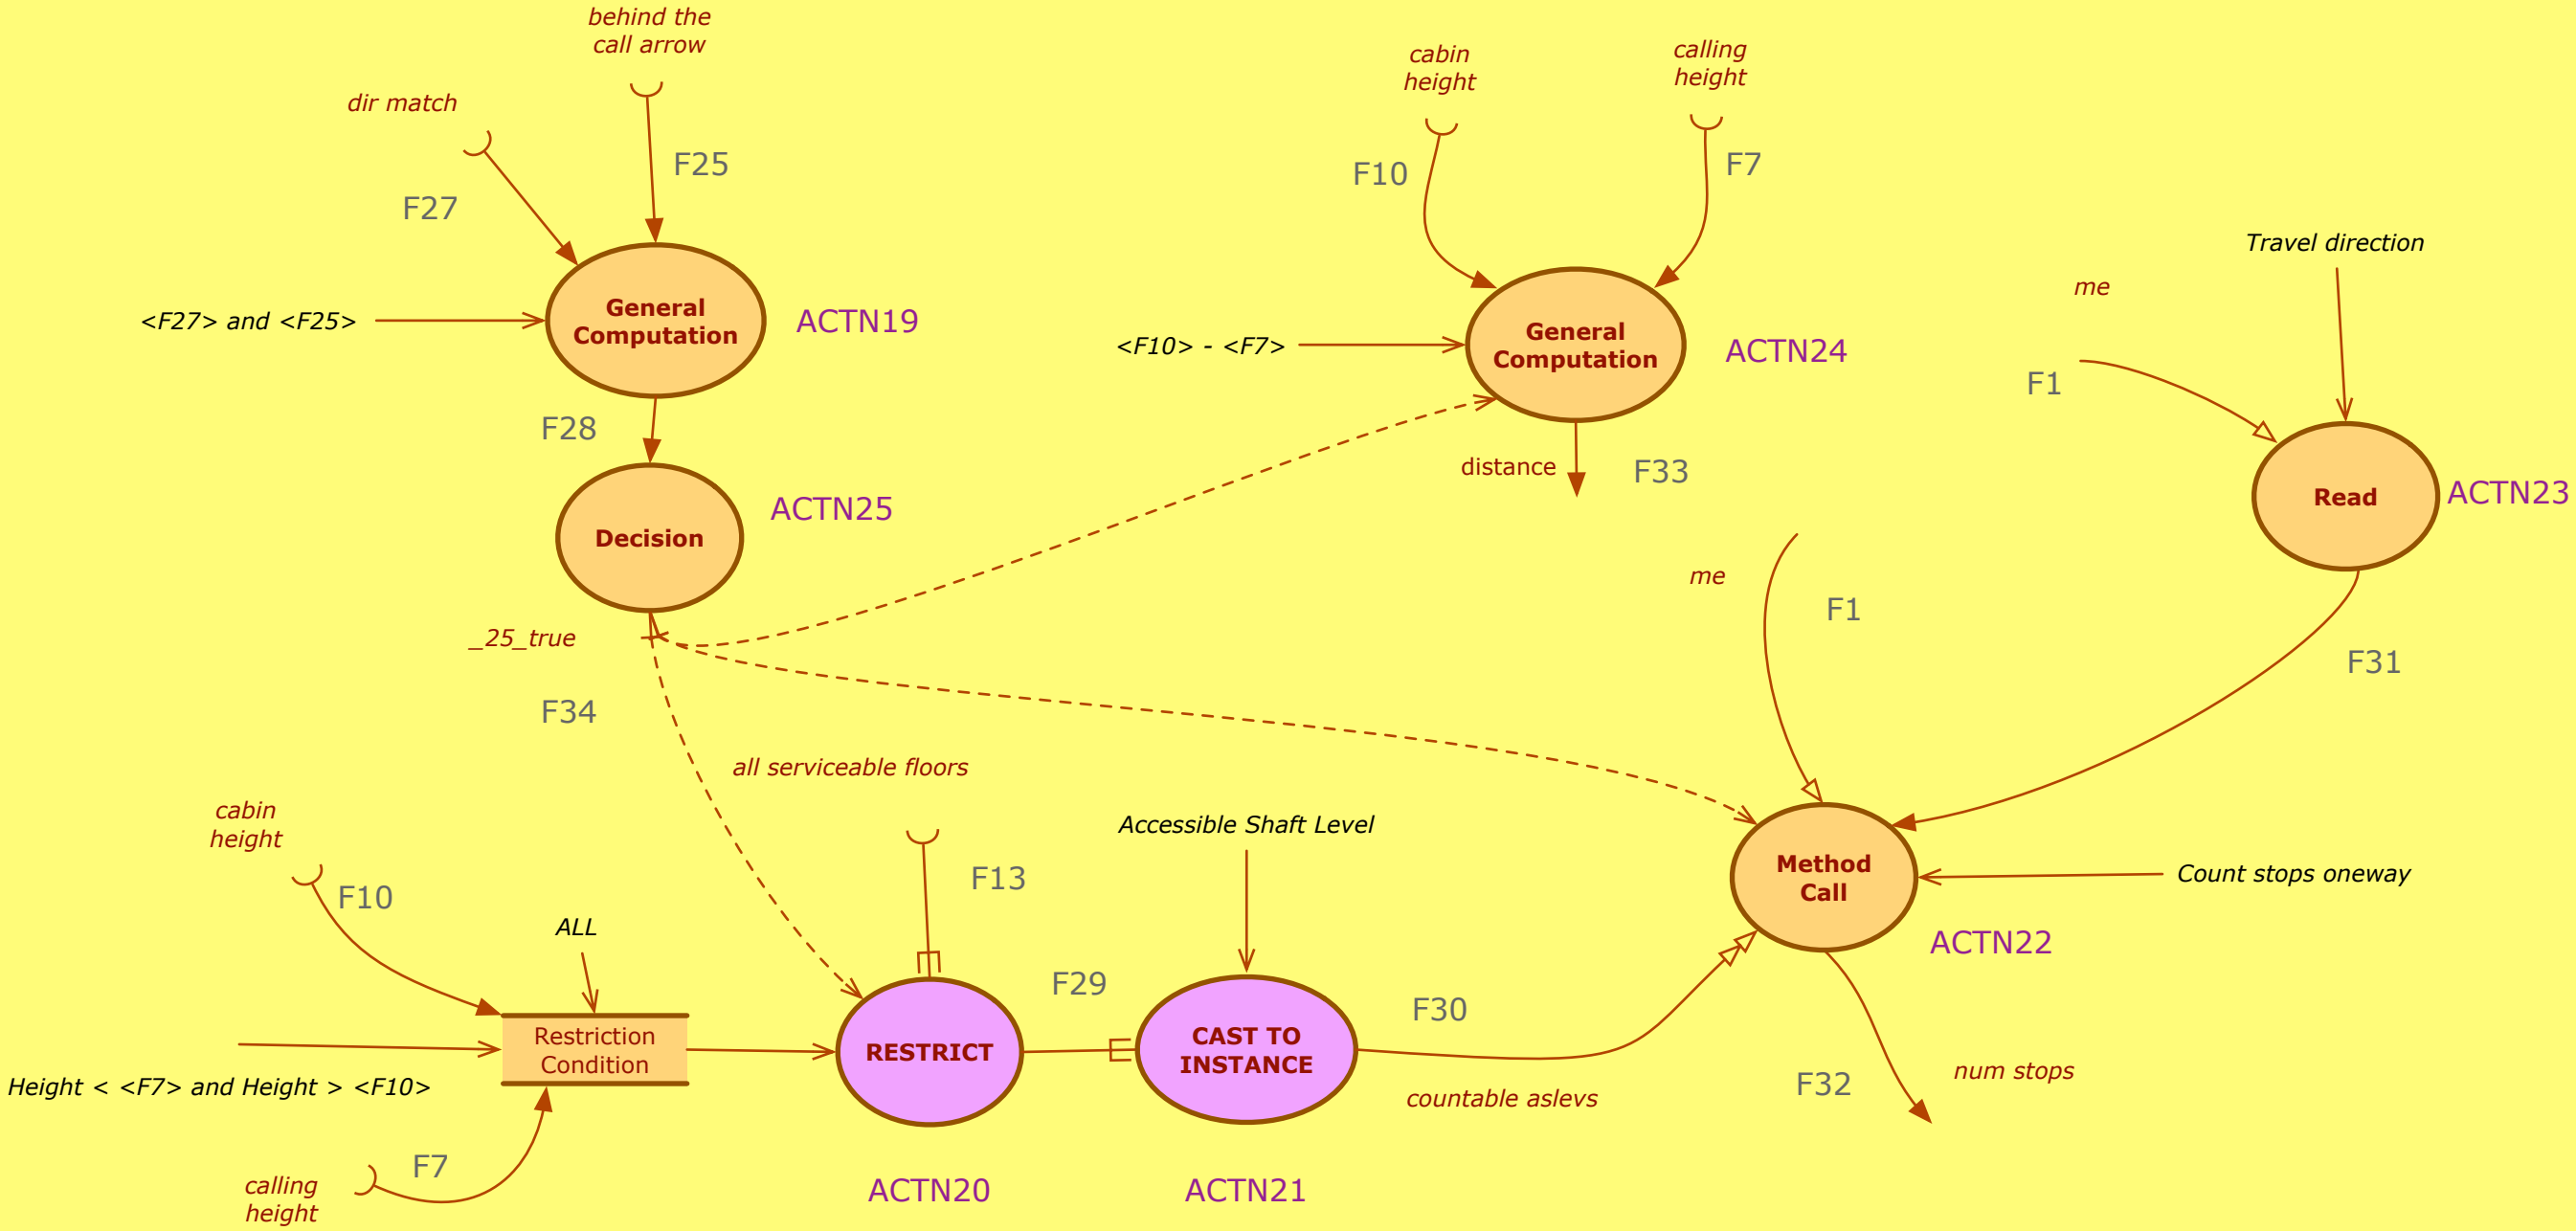 behind the
call arrow
dir match
F25
F27
<F27> and <F25>
General
Computation
ACTN19
F28
Decision
ACTN25
_25_true
F34
cabin
height
calling
height
F10
F7
<F10> - <F7>
General
Computation
ACTN24
distance
F33
Travel direction
me
F1
Read
ACTN23
me
F1
F31
all serviceable floors
cabin
height
F10
ALL
F13
Accessible Shaft Level
Method
Call
Count stops oneway
ACTN22
Restriction
Condition
Height < <F7> and Height > <F10>
calling
height
F7
RESTRICT
ACTN20
F29
CAST TO
INSTANCE
ACTN21
F30
countable aslevs
F32
num stops